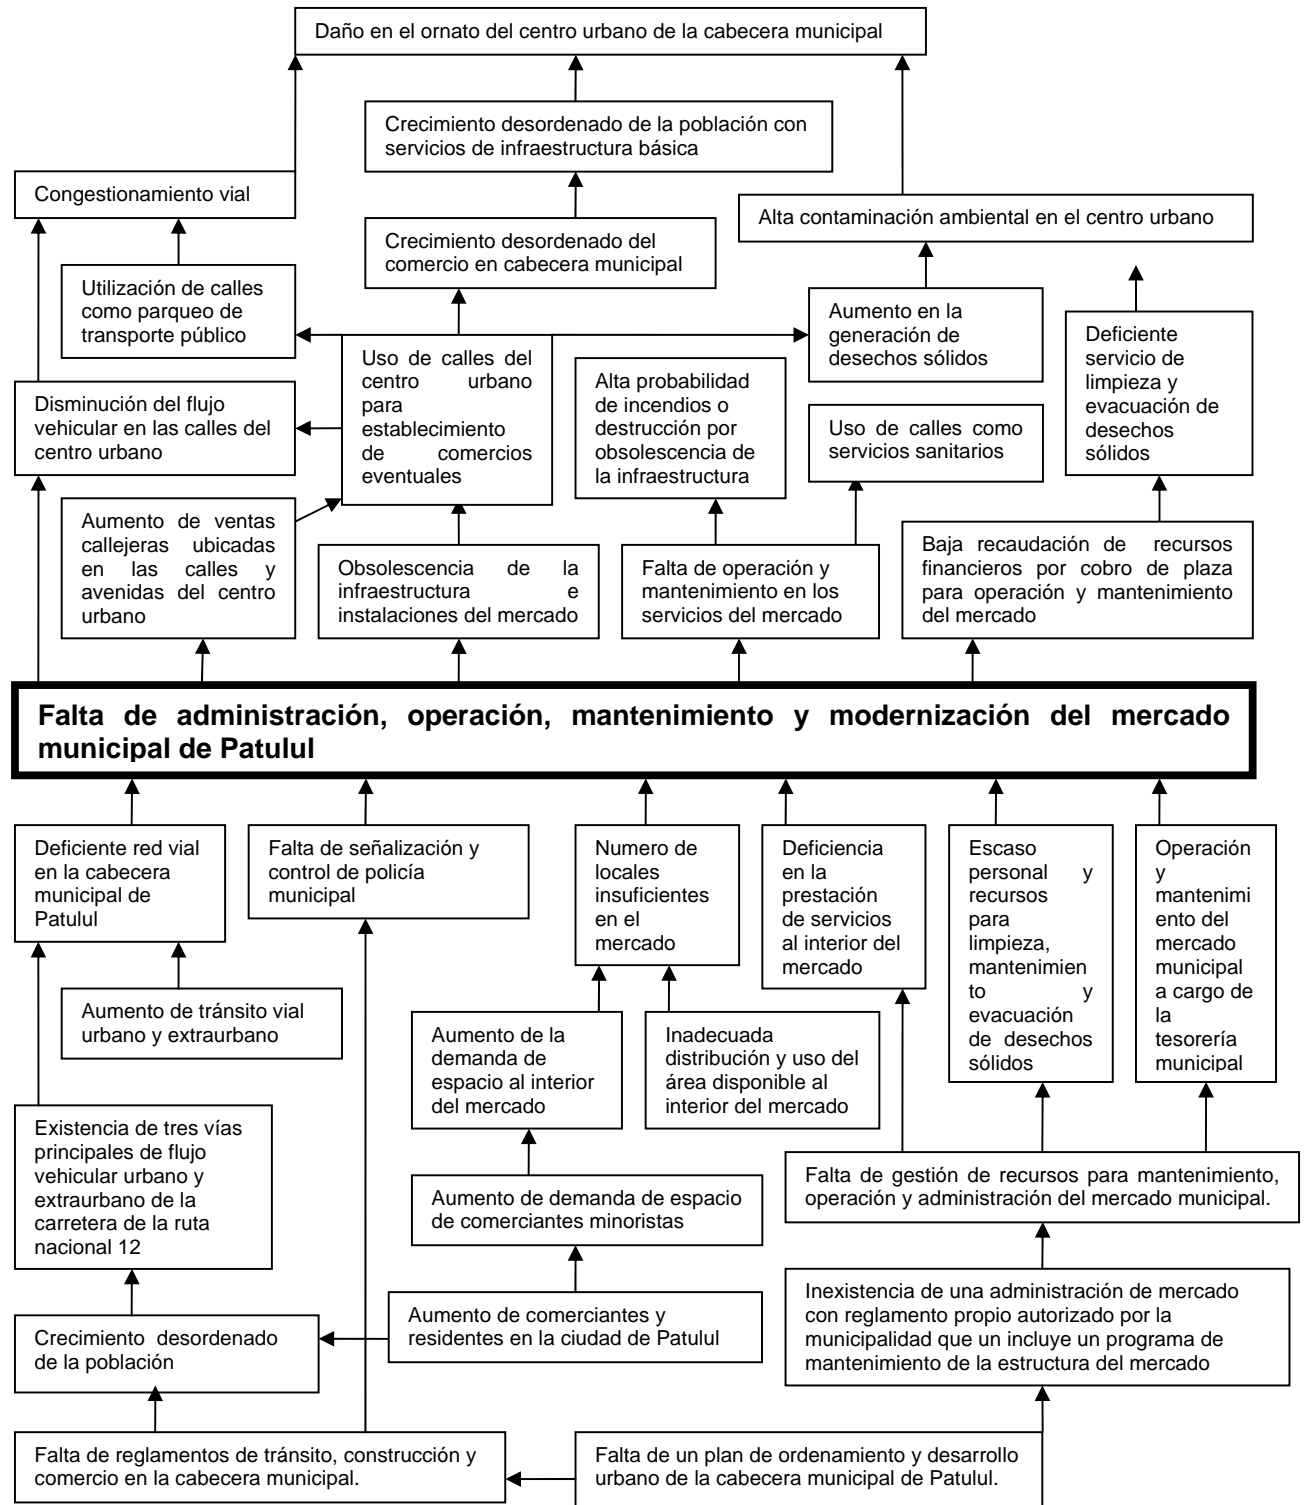 Daño en el ornato del centro urbano de la cabecera municipal
Crecimiento desordenado de la población con
servicios de infraestructura básica
Congestionamiento vial
Alta contaminación ambiental en el centro urbano
Crecimiento desordenado del
comercio en cabecera municipal
Utilización de calles
como parqueo de
transporte público
Aumento en la
generación de
desechos sólidos
Deficiente
servicio de
limpieza y
evacuación de
desechos
sólidos
Uso de calles del
centro urbano
para
establecimiento
de comercios
eventuales
Alta probabilidad
de incendios o
destrucción por
obsolescencia de
la infraestructura
Disminución del flujo
vehicular en las calles del
centro urbano
Uso de calles como
servicios sanitarios
Aumento de ventas
callejeras ubicadas
en las calles y
avenidas del centro
urbano
Obsolescencia de la
infraestructura e
instalaciones del mercado
Falta de operación y
mantenimiento en los
servicios del mercado
Baja recaudación de recursos
financieros por cobro de plaza
para operación y mantenimiento
del mercado
Falta de administración, operación, mantenimiento y modernización del mercado
municipal de Patulul
Deficiente red vial
en la cabecera
municipal de
Patulul
Falta de señalización y
control de policía
municipal
Numero de
locales
insuficientes
en el
mercado
Deficiencia
en la
prestación
de servicios
al interior del
mercado
Escaso
personal y
recursos
para
limpieza,
mantenimien
to y
evacuación
de desechos
sólidos
Operación
y
mantenimi
ento del
mercado
municipal
a cargo de
la
tesorería
municipal
Aumento de tránsito vial
urbano y extraurbano
Aumento de la
demanda de
espacio al interior
del mercado
Inadecuada
distribución y uso del
área disponible al
interior del mercado
Existencia de tres vías
principales de flujo
vehicular urbano y
extraurbano de la
carretera de la ruta
nacional 12
Falta de gestión de recursos para mantenimiento,
operación y administración del mercado municipal.
Aumento de demanda de espacio
de comerciantes minoristas
Inexistencia de una administración de mercado
con reglamento propio autorizado por la
municipalidad que un incluye un programa de
mantenimiento de la estructura del mercado
Aumento de comerciantes y
residentes en la ciudad de Patulul
Crecimiento desordenado
de la población
Falta de reglamentos de tránsito, construcción y
comercio en la cabecera municipal.
Falta de un plan de ordenamiento y desarrollo
urbano de la cabecera municipal de Patulul.